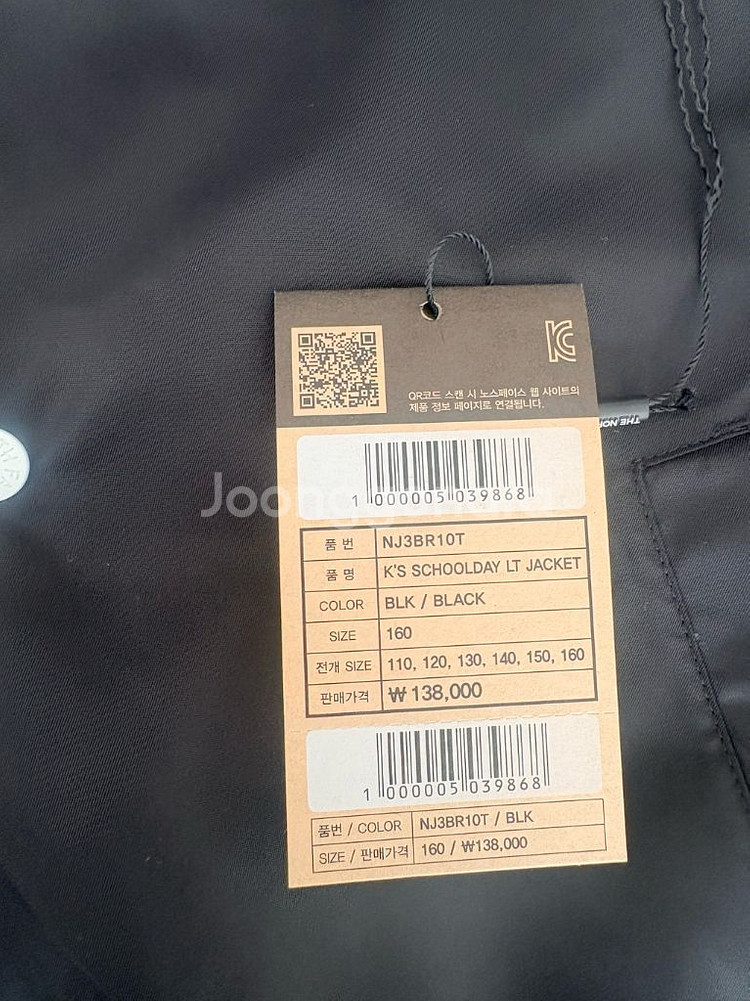 KC
QR코드 스캔 시 노스페이스 웹 사이트의
제품 정보 페이지로 연결됩니다.
THE NOR
1 000005 039868
Joonggonara
품 번 NJ3BR10T
품 명 K'S SCHOOLDAY LT JACKET
COLOR BLK / BLACK
SIZE 160
전개 SIZE 110, 120, 130, 140, 150, 160
판매가격 ₩138,000
1 000005 039868
품번 / COLOR NJ3BR10T / BLK
SIZE / 판매가격 160 / ₩138,000